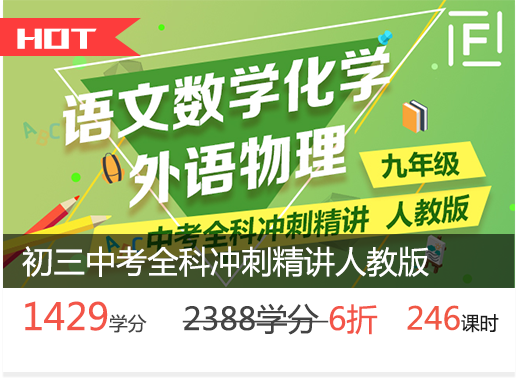 HOT
F
语文数学化学
外语物理
九年级
中考全科冲刺精讲 人教版
ABC
ABC
初三中考全科冲刺精讲人教版
1429学分 2388学分 6折 246课时